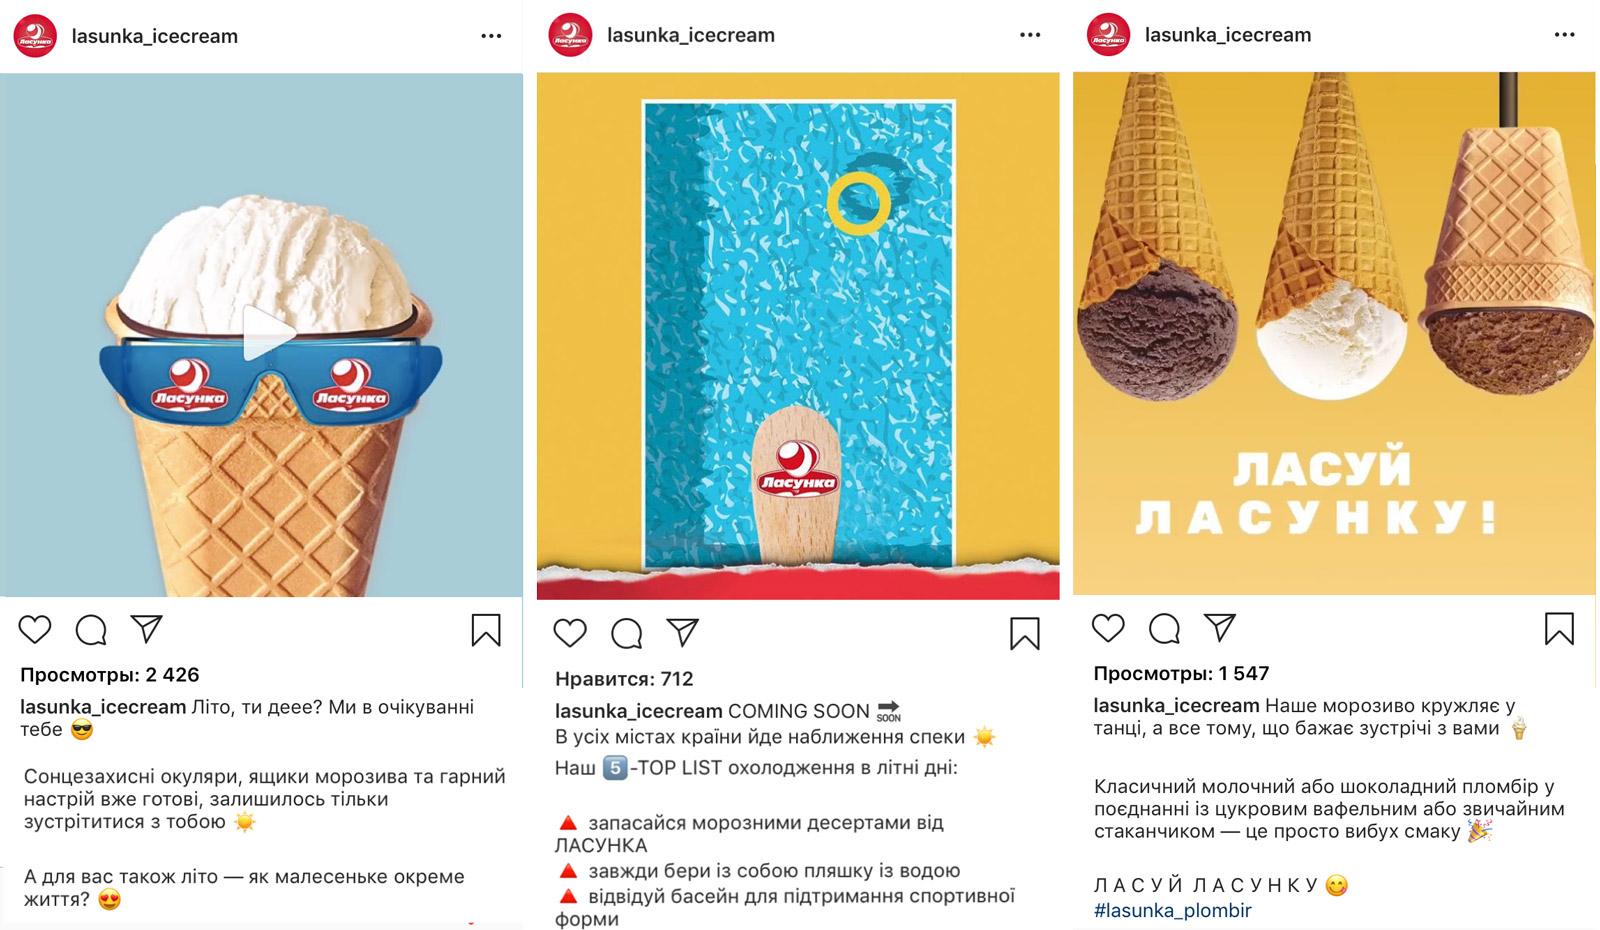 lasunka_icecream
Ласунка
Ласунка
Ласунка
Просмотры: 2 426
lasunka_icecream Літо, ти деее? Ми в очікуванні
тебе 😎
Сонцезахисні окуляри, ящики морозива та гарний
настрій вже готові, залишилось тільки
зустрітитися з тобою ☀️
А для вас також літо — як малесеньке окреме
життя? 😍
lasunka_icecream
Ласунка
Ласунка
Нравится: 712
lasunka_icecream COMING SOON 🔜
В усіх містах країни йде наближення спеки ☀️
Наш 5️⃣-TOP LIST охолодження в літні дні:
🔺 запасайся морозними десертами від
ЛАСУНКА
🔺 завжди бери із собою пляшку із водою
🔺 відвідуй басейн для підтримання спортивної
форми
lasunka_icecream
Ласунка
ЛАСУЙ
ЛАСУНКУ!
Просмотры: 1 547
lasunka_icecream Наше морозиво кружляє у
танці, а все тому, що бажає зустрічі з вами 🍦
Класичний молочний або шоколадний пломбір у
поєднанні із цукровим вафельним або звичайним
стаканчиком — це просто вибух смаку 🎉
Л А С У Й Л А С У Н К У 😋
#lasunka_plombir